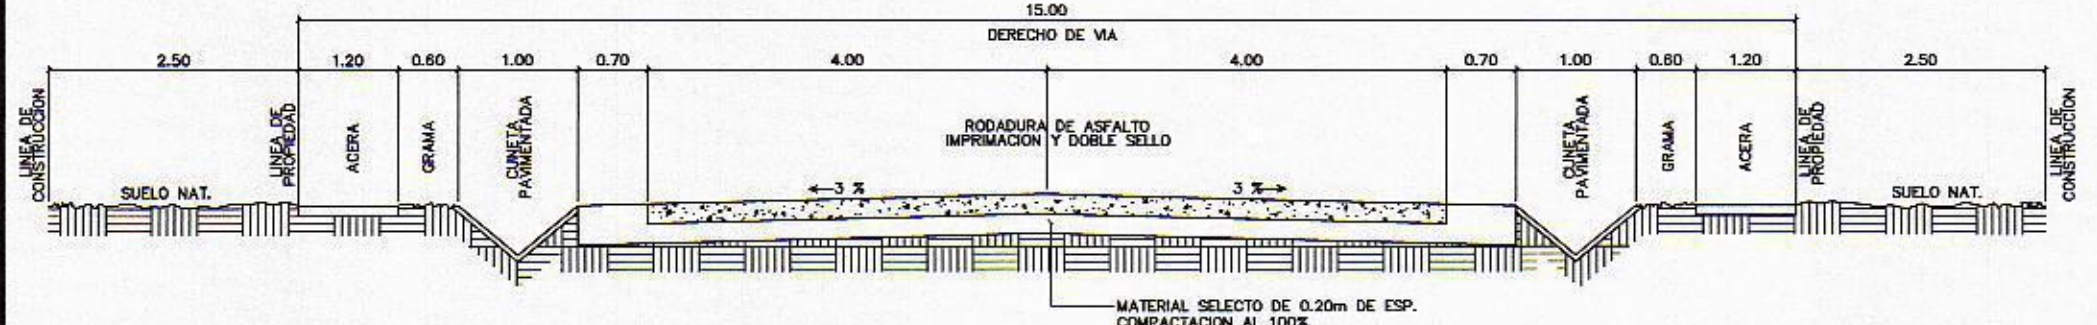 15.00
DERECHO DE VIA
2.50
1.20
0.60
1.00
0.70
4.00
4.00
0.70
1.00
0.60
1.20
2.50
LINEA DE
CONSTRUCCION
LINEA DE
PROPIEDAD
ACERA
GRAMA
CUNETA
PAVIMENTADA
RODADURA DE ASFALTO
IMPRIMACION Y DOBLE SELLO
CUNETA
PAVIMENTADA
GRAMA
ACERA
LINEA DE
PROPIEDAD
LINEA DE
CONSTRUCCION
SUELO NAT.
3 %
3 %
SUELO NAT.
MATERIAL SELECTO DE 0.20m DE ESP.
COMPACTACION AL 100%